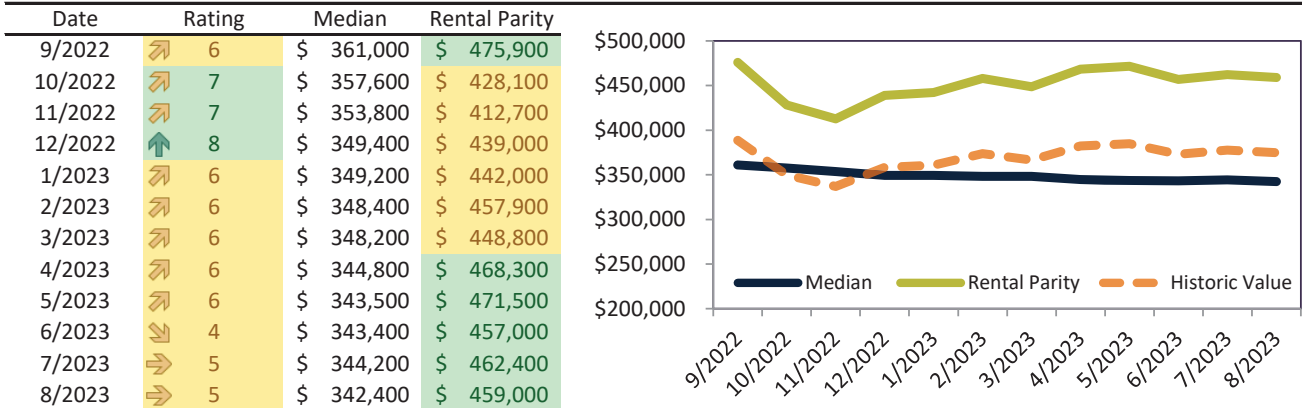 Date Rating Median Rental Parity
9/2022 6 $ 361,000 $ 475,900
10/2022 7 $ 357,600 $ 428,100
11/2022 7 $ 353,800 $ 412,700
12/2022 8 $ 349,400 $ 439,000
1/2023 6 $ 349,200 $ 442,000
2/2023 6 $ 348,400 $ 457,900
3/2023 6 $ 348,200 $ 448,800
4/2023 6 $ 344,800 $ 468,300
5/2023 6 $ 343,500 $ 471,500
6/2023 4 $ 343,400 $ 457,000
7/2023 5 $ 344,200 $ 462,400
8/2023 5 $ 342,400 $ 459,000
$500,000
$450,000
$400,000
$350,000
$300,000
$250,000
$200,000
Median Rental Parity Historic Value
9/2022 10/2022 11/2022 12/2022 1/2023 2/2023 3/2023 4/2023 5/2023 6/2023 7/2023 8/2023